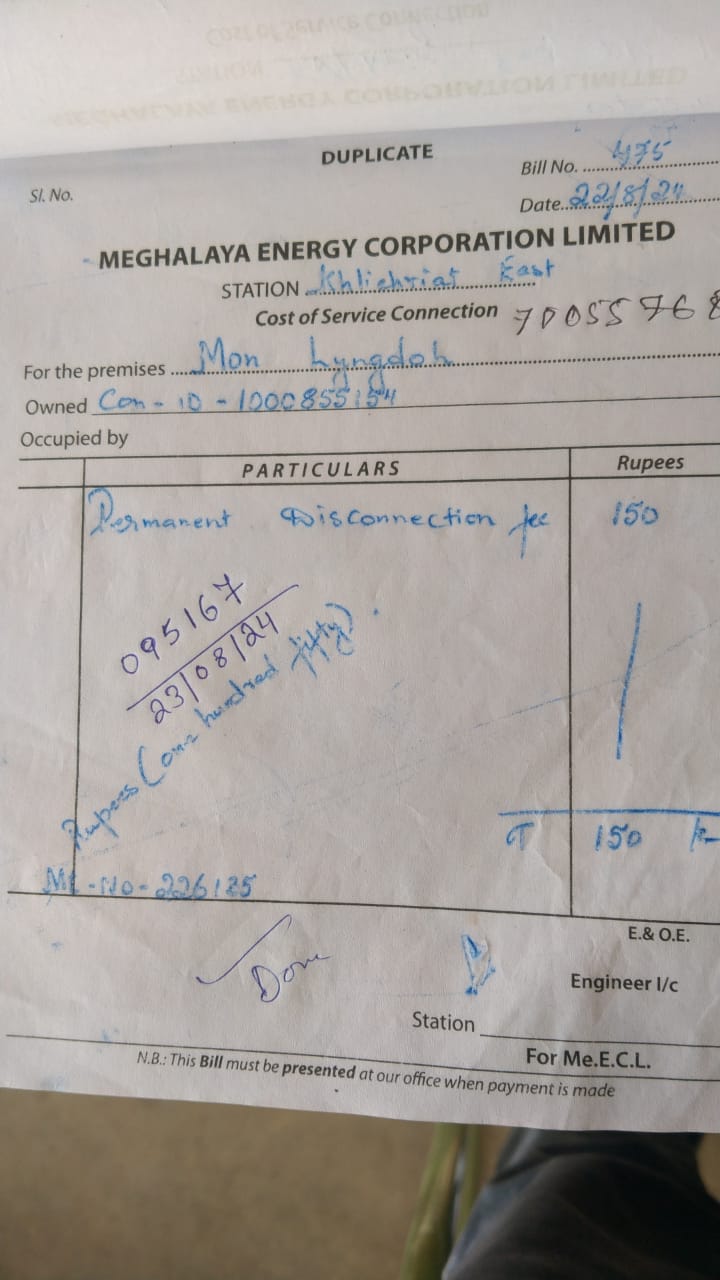 DUPLICATE
Sl. No.
Bill No. 475
Date 22/8/24
MEGHALAYA ENERGY CORPORATION LIMITED
STATION Khliehriat East
Cost of Service Connection 70055768
For the premises Mon Lyngdoh
Owned Con - ID - 1000855154
Occupied by
PARTICULARS Rupees
Permanent Disconnection fee 150
095167
23/08/24
Rupees (one hundred fifty).
T 150
Mt - No - 226125
E.& O.E.
Done
Engineer I/c
Station
For Me.E.C.L.
N.B.: This Bill must be presented at our office when payment is made